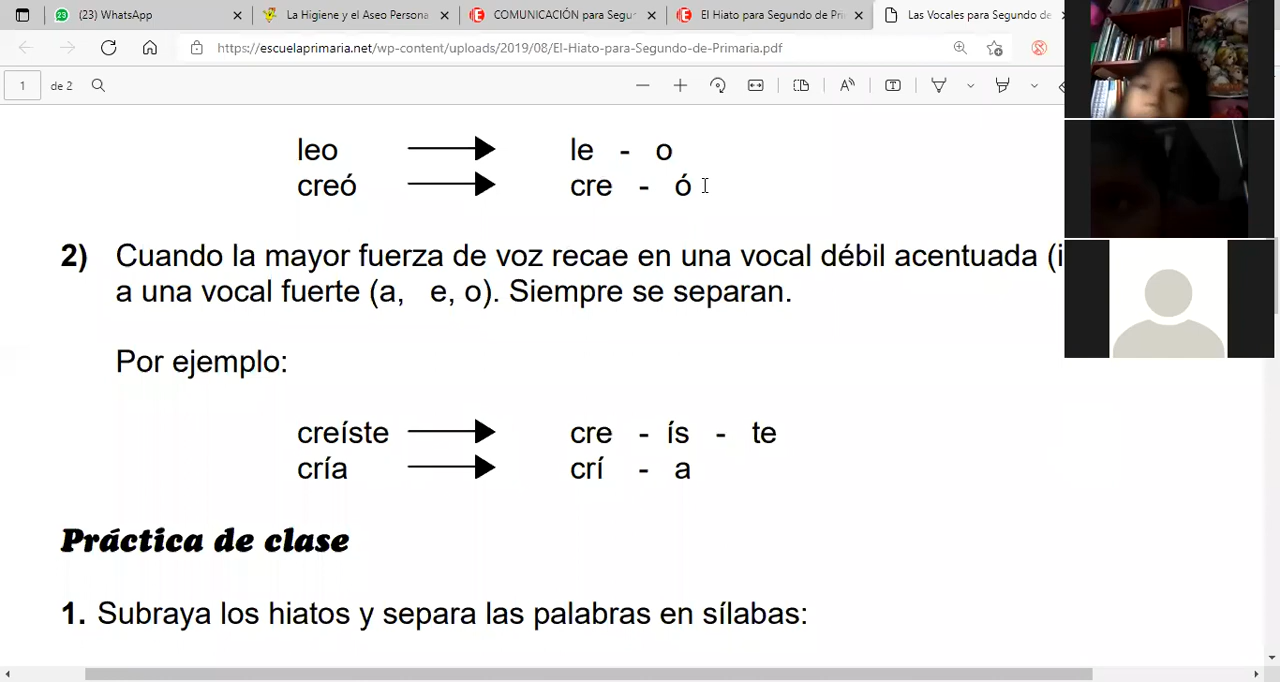 (23) WhatsApp
La Higiene y el Aseo Persona
COMUNICACIÓN para Segu
El Hiato para Segundo de Pri
Las Vocales para Segundo de
https://escuelaprimaria.net/wp-content/uploads/2019/08/El-Hiato-para-Segundo-de-Primaria.pdf
1 de 2
leo le - o
creó cre - ó
2) Cuando la mayor fuerza de voz recae en una vocal débil acentuada (i
a una vocal fuerte (a, e, o). Siempre se separan.
Por ejemplo:
creíste cre - ís - te
cría crí - a
Práctica de clase
1. Subraya los hiatos y separa las palabras en sílabas: